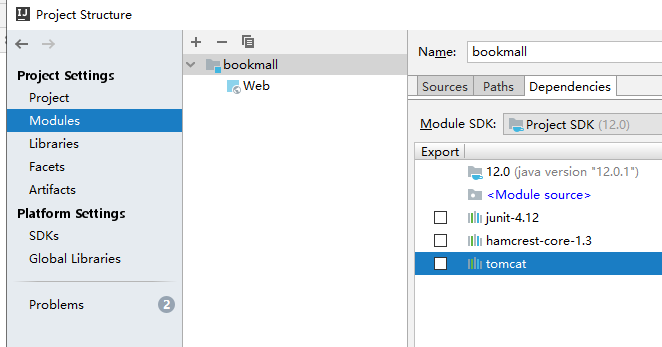 Project Structure
Project Settings
Project
Modules
Libraries
Facets
Artifacts
Platform Settings
SDKs
Global Libraries
Problems 2
bookmall
Web
Name: bookmall
Sources Paths Dependencies
Module SDK: Project SDK (12.0)
Export
12.0 (java version "12.0.1")
<Module source>
junit-4.12
hamcrest-core-1.3
tomcat